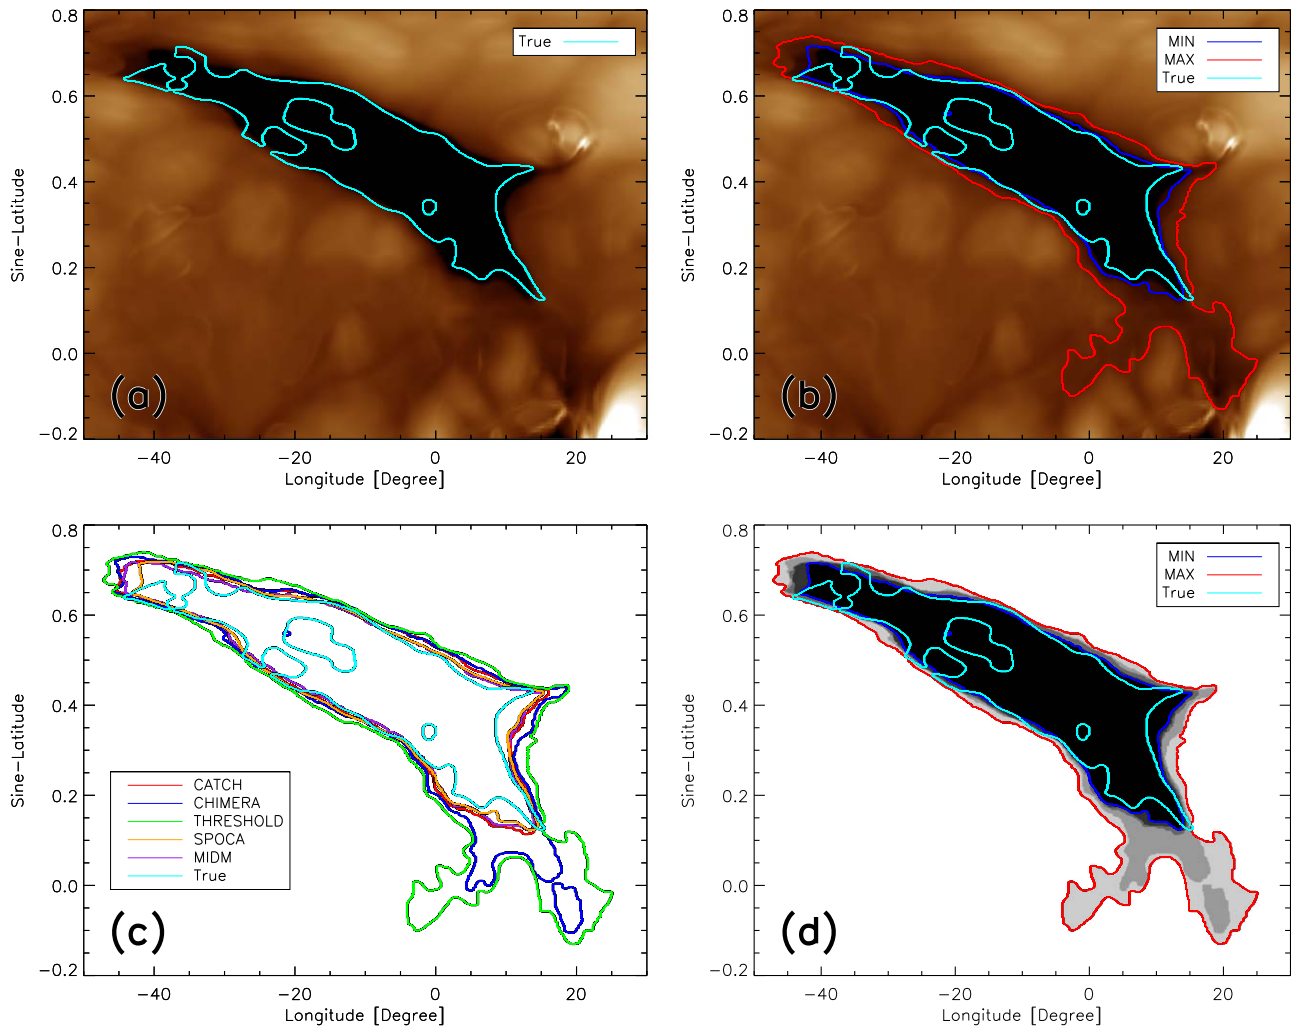 0.8
0.6
0.4
0.2
0.0
−0.2
Sine−Latitude
True
(a)
−40
−20
0
20
Longitude [Degree]
0.8
0.6
0.4
0.2
0.0
−0.2
Sine−Latitude
MIN
MAX
True
(b)
−40
−20
0
20
Longitude [Degree]
0.8
0.6
0.4
0.2
0.0
−0.2
Sine−Latitude
CATCH
CHIMERA
THRESHOLD
SPOCA
MIDM
True
(c)
−40
−20
0
20
Longitude [Degree]
0.8
0.6
0.4
0.2
0.0
−0.2
Sine−Latitude
MIN
MAX
True
(d)
−40
−20
0
20
Longitude [Degree]